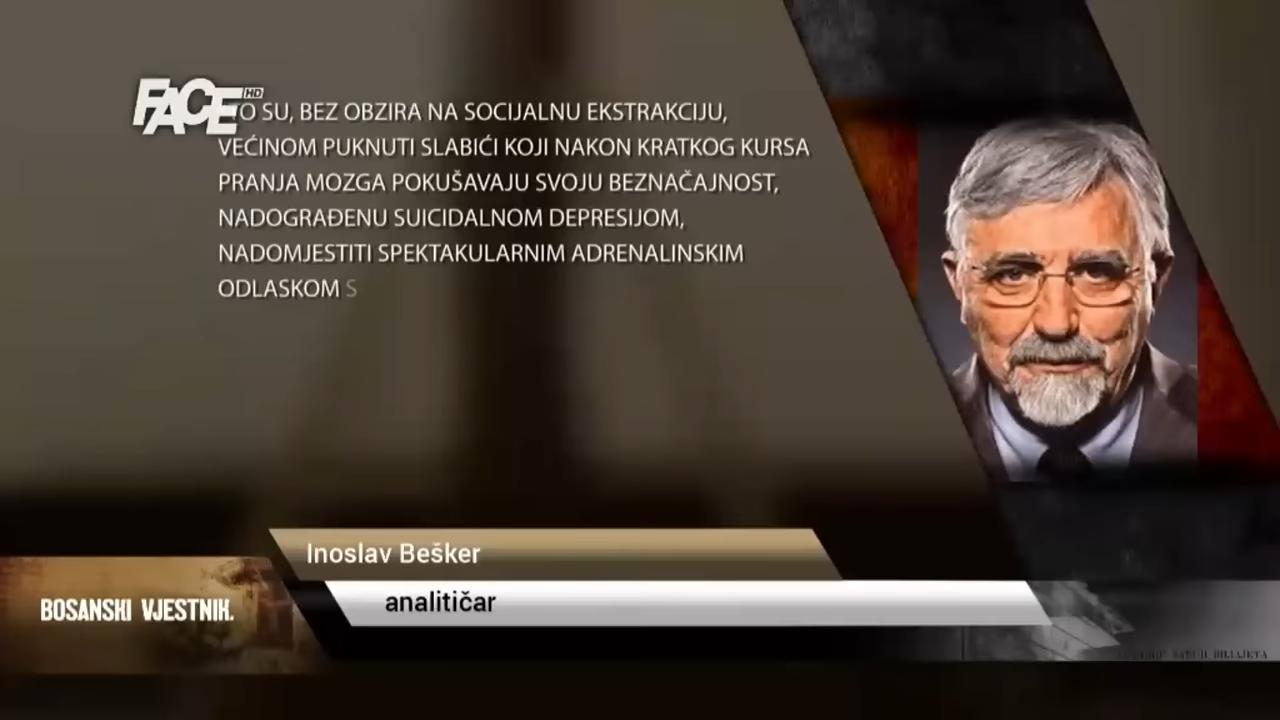 FACE HD
TO SU, BEZ OBZIRA NA SOCIJALNU EKSTRAKCIJU,
VEĆINOM PUKNUTI SLABIĆI KOJI NAKON KRATKOG KURSA
PRANJA MOZGA POKUŠAVAJU SVOJU BEZNAČAJNOST,
NADOGRAĐENU SUICIDALNOM DEPRESIJOM,
NADOMJESTITI SPEKTAKULARNIM ADRENALINSKIM
ODLASKOM S
Inoslav Bešker
analitičar
BOSANSKI VJESTNIK.